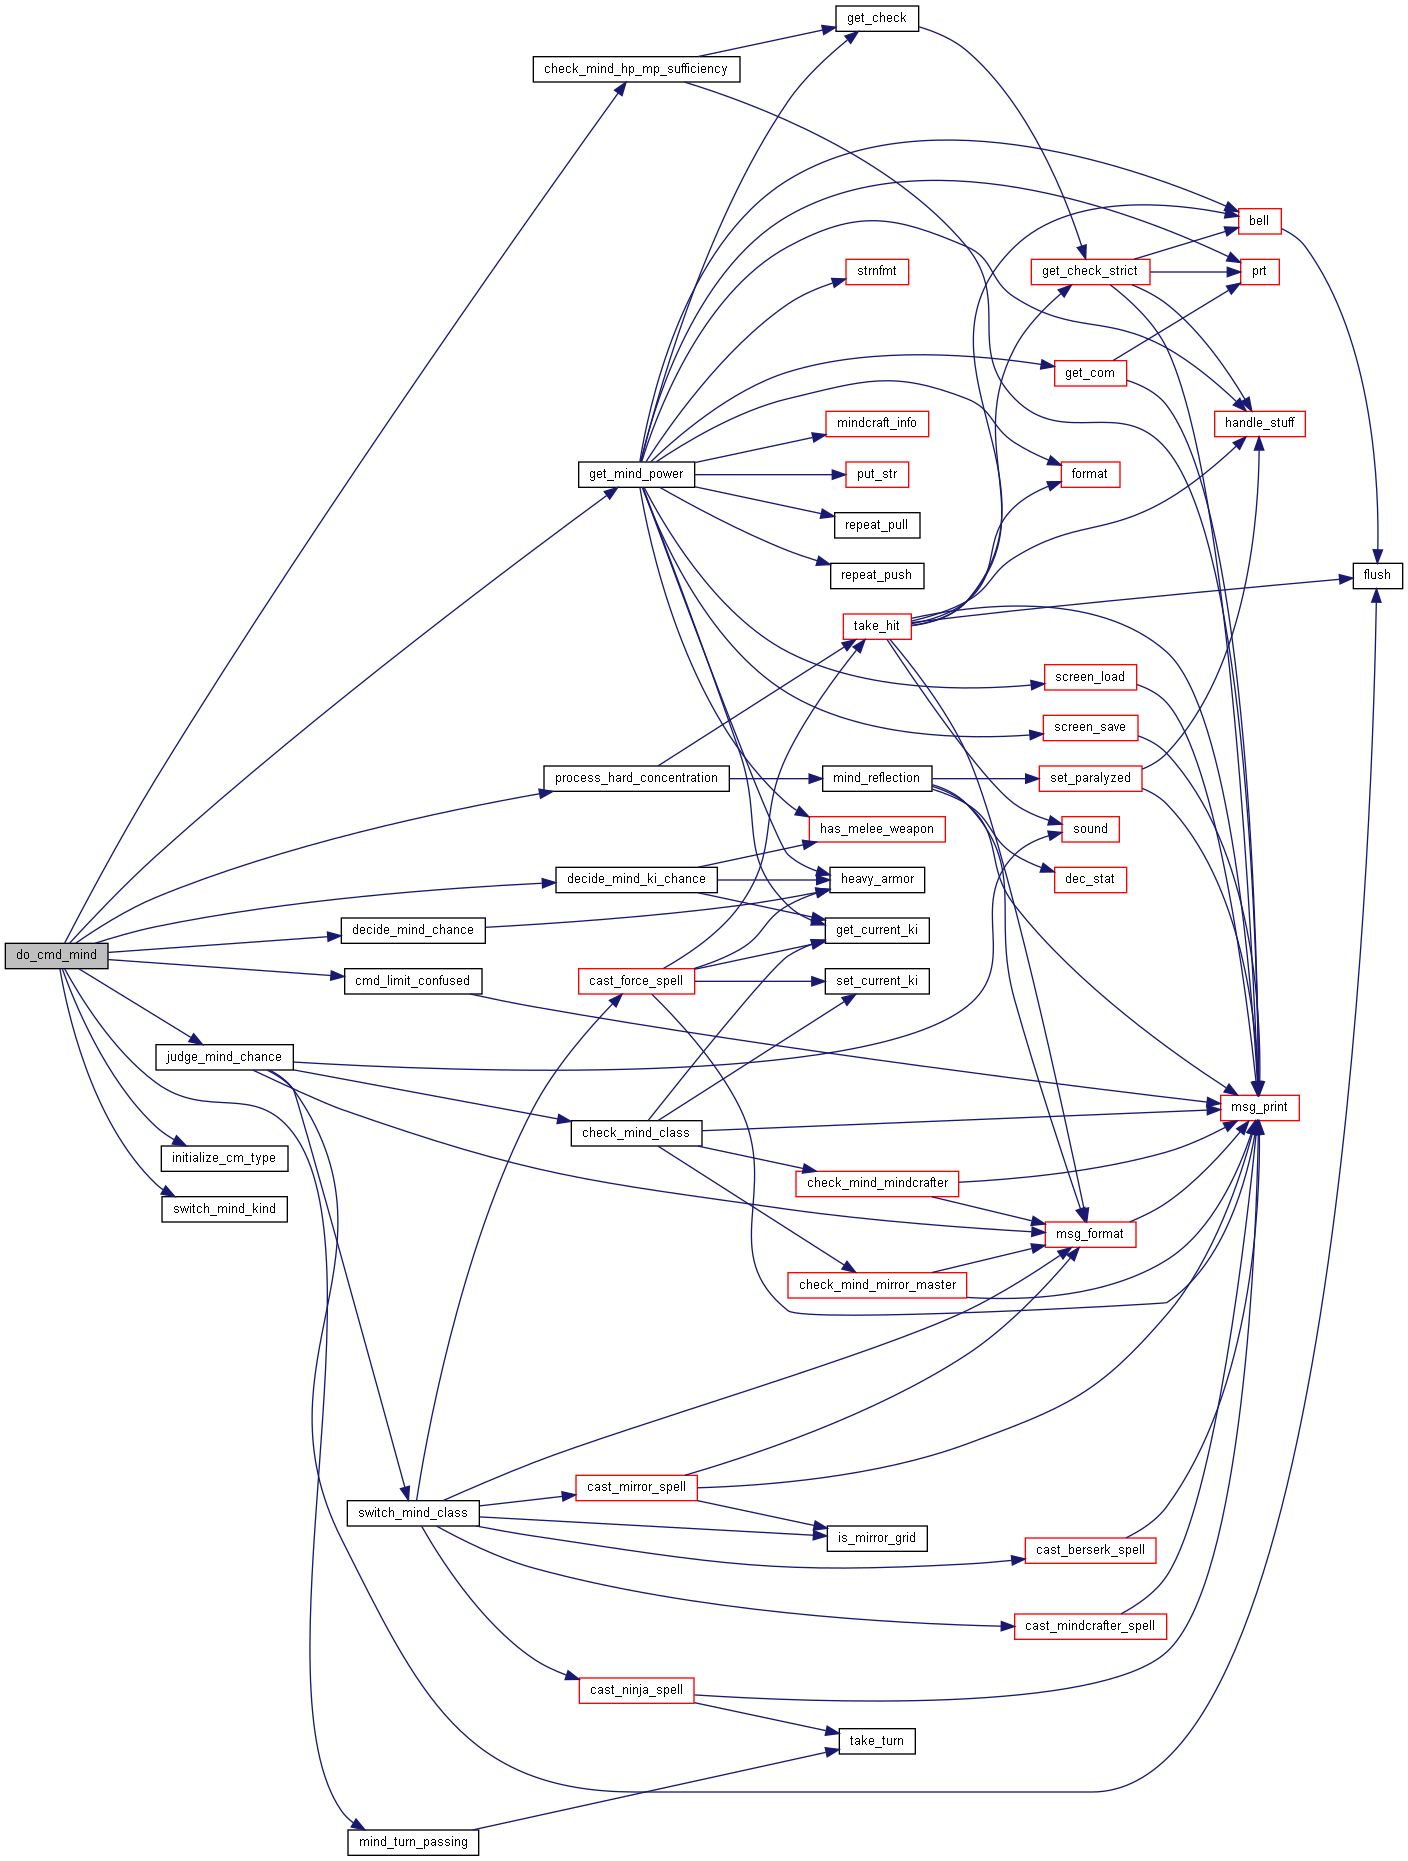 get_check
check_mind_hp_mp_sufficiency
bell
strnfmt
get_check_strict
prt
get_com
mindcraft_info
handle_stuff
get_mind_power
put_str
format
repeat_pull
repeat_push
flush
take_hit
screen_load
screen_save
process_hard_concentration
mind_reflection
set_paralyzed
has_melee_weapon
sound
decide_mind_ki_chance
heavy_armor
dec_stat
decide_mind_chance
get_current_ki
do_cmd_mind
cmd_limit_confused
cast_force_spell
set_current_ki
judge_mind_chance
msg_print
check_mind_class
initialize_cm_type
check_mind_mindcrafter
switch_mind_kind
msg_format
check_mind_mirror_master
cast_mirror_spell
switch_mind_class
is_mirror_grid
cast_berserk_spell
cast_mindcrafter_spell
cast_ninja_spell
take_turn
mind_turn_passing